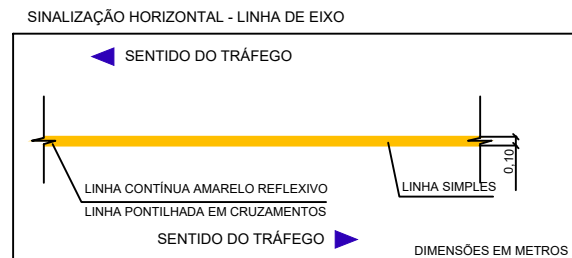 SINALIZAÇÃO HORIZONTAL - LINHA DE EIXO
SENTIDO DO TRÁFEGO
0,10
LINHA CONTÍNUA AMARELO REFLEXIVO
LINHA SIMPLES
LINHA PONTILHADA EM CRUZAMENTOS
SENTIDO DO TRÁFEGO
DIMENSÕES EM METROS